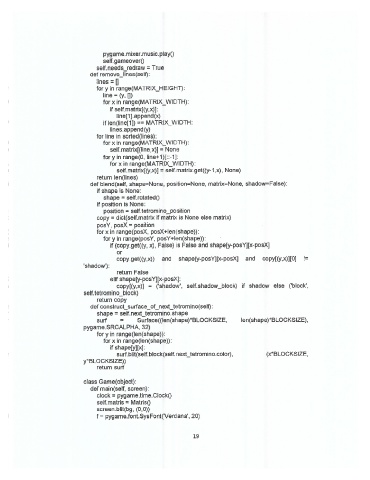 pygame.mixer.music.play()
self.gameover()
self.needs_redraw = True
def remove_lines(self):
lines = []
for y in range(MATRIX_HEIGHT):
line = (y, [])
for x in range(MATRIX_WIDTH):
if self.matrix[(y,x)]:
line[1].append(x)
if len(line[1]) == MATRIX_WIDTH:
lines.append(y)
for line in sorted(lines):
for x in range(MATRIX_WIDTH):
self.matrix[(line,x)] = None
for y in range(0, line+1)[::-1]:
for x in range(MATRIX_WIDTH):
self.matrix[(y,x)] = self.matrix.get((y-1,x), None)
return len(lines)
def blend(self, shape=None, position=None, matrix=None, shadow=False):
if shape is None:
shape = self.rotated
if position is None:
position = self.tetromino_position
copy = dict(self.matrix if matrix is None else matrix)
posY, posX = position
for x in range(posX, posX+len(shape)):
for y in range(posY, posY+len(shape)):
if (copy.get((y, x), False) is False and shape[y-posY][x-posX]
or
copy.get((y,x)) and shape[y-posY][x-posX] and copy[(y,x)][0] !=
'shadow'):
return False
elif shape[y-posY][x-posX]:
copy[(y,x)] = ('shadow', self.shadow_block) if shadow else ('block',
self.tetromino_block)
return copy
def construct_surface_of_next_tetromino(self):
shape = self.next_tetromino.shape
surf = Surface((len(shape)*BLOCKSIZE, len(shape)*BLOCKSIZE),
pygame.SRCALPHA, 32)
for y in range(len(shape)):
for x in range(len(shape)):
if shape[y][x]:
surf.blit(self.block(self.next_tetromino.color), (x*BLOCKSIZE,
y*BLOCKSIZE))
return surf
class Game(object):
def main(self, screen):
clock = pygame.time.Clock()
self.matris = Matris()
screen.blit(bg, (0,0))
f = pygame.font.SysFont('Verdana', 20)
19